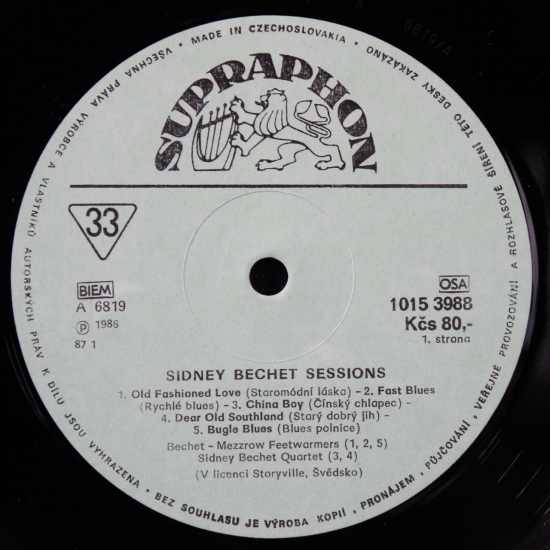 VŠECHNA PRÁVA VÝROBCE A VLASTNÍKŮ AUTORSKÝCH PRÁV K DÍLU JSOU VYHRAZENA • BEZ SOUHLASU JE VÝROBA KOPIÍ, PRONÁJEM, PŮJČOVÁNÍ, VEŘEJNÉ PROVOZOVÁNÍ A ROZHLASOVÉ ŠÍŘENÍ TÉTO DESKY ZAKÁZÁNO • MADE IN CZECHOSLOVAKIA •
SUPRAPHON
33
BIEM
A 6819
Ⓟ 1986
87 1
OSA
1015 3988
Kčs 80,-
1. strana
SIDNEY BECHET SESSIONS
1. Old Fashioned Love (Staromódní láska) – 2. Fast Blues
(Rychlé blues) – 3. China Boy (Čínský chlapec) –
4. Dear Old Southland (Starý dobrý jih) –
5. Bugle Blues (Blues polnice)
Bechet – Mezzrow Feetwarmers (1, 2, 5)
Sidney Bechet Quartet (3, 4)
(V licenci Storyville, Švédsko)